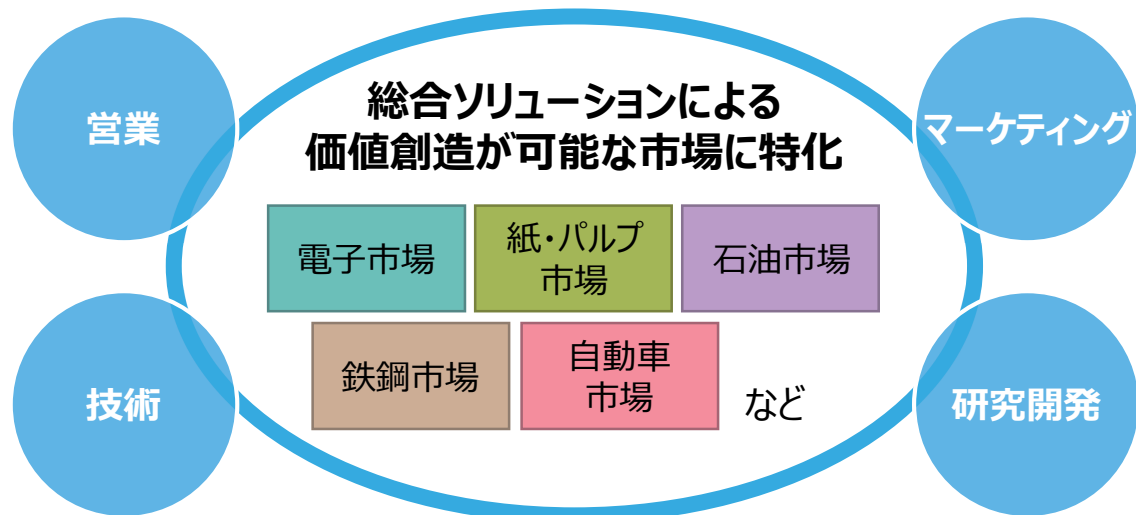 総合ソリューションによる
価値創造が可能な市場に特化
営業
マーケティング
電子市場
紙・パルプ
市場
石油市場
鉄鋼市場
自動車
市場
など
技術
研究開発